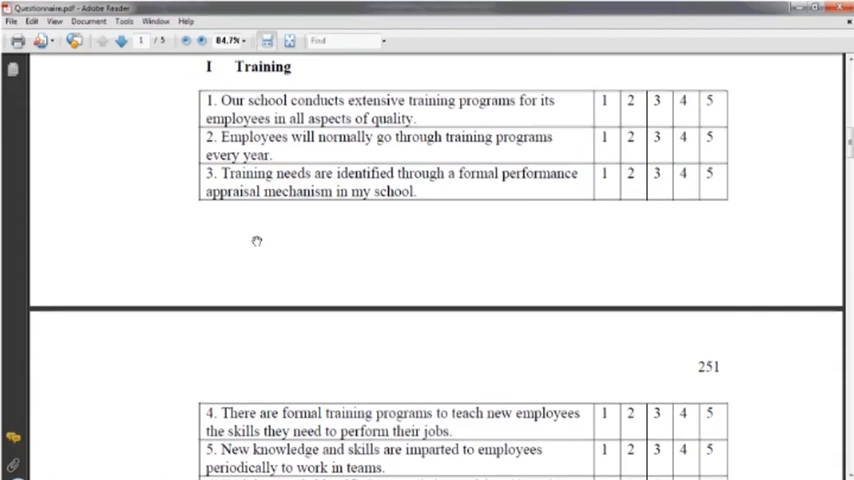 Questionnaire.pdf - Adobe Reader
File Edit View Document Tools Window Help
1 / 5 84,7% Find
I Training
1. Our school conducts extensive training programs for its 1 2 3 4 5
employees in all aspects of quality.
2. Employees will normally go through training programs 1 2 3 4 5
every year.
3. Training needs are identified through a formal performance 1 2 3 4 5
appraisal mechanism in my school.
251
4. There are formal training programs to teach new employees 1 2 3 4 5
the skills they need to perform their jobs.
5. New knowledge and skills are imparted to employees 1 2 3 4 5
periodically to work in teams.